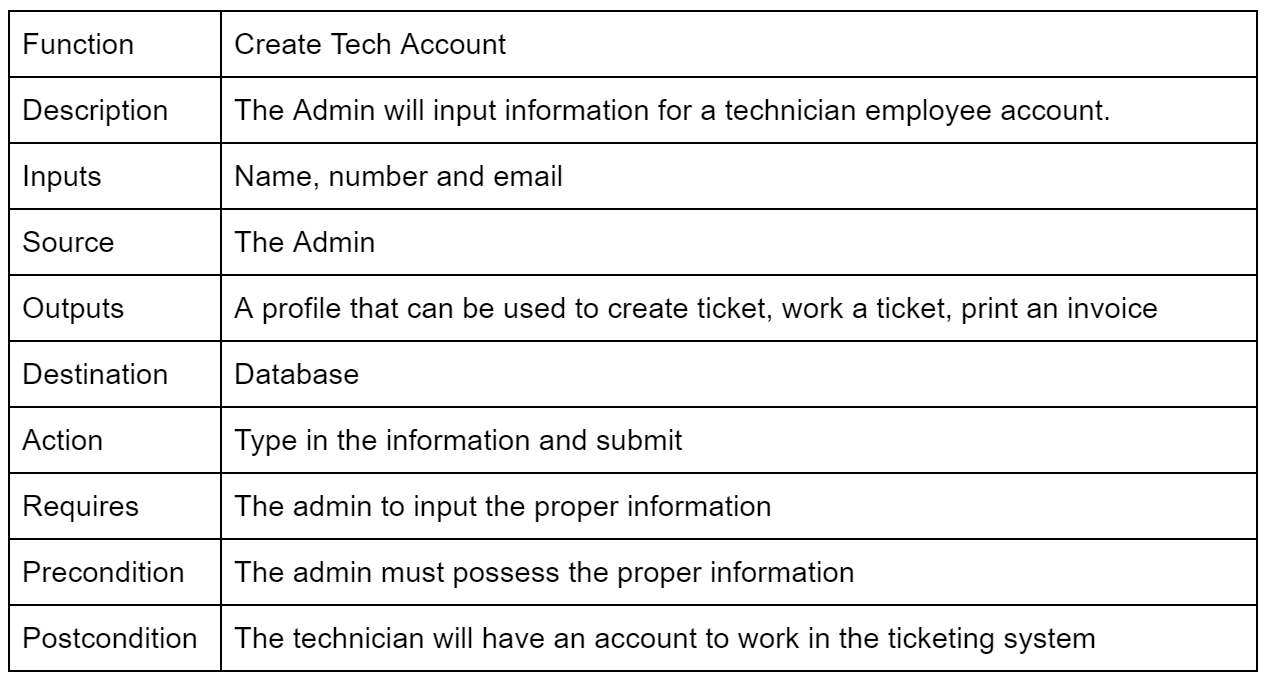 Function Create Tech Account
Description The Admin will input information for a technician employee account.
Inputs Name, number and email
Source The Admin
Outputs A profile that can be used to create ticket, work a ticket, print an invoice
Destination Database
Action Type in the information and submit
Requires The admin to input the proper information
Precondition The admin must possess the proper information
Postcondition The technician will have an account to work in the ticketing system